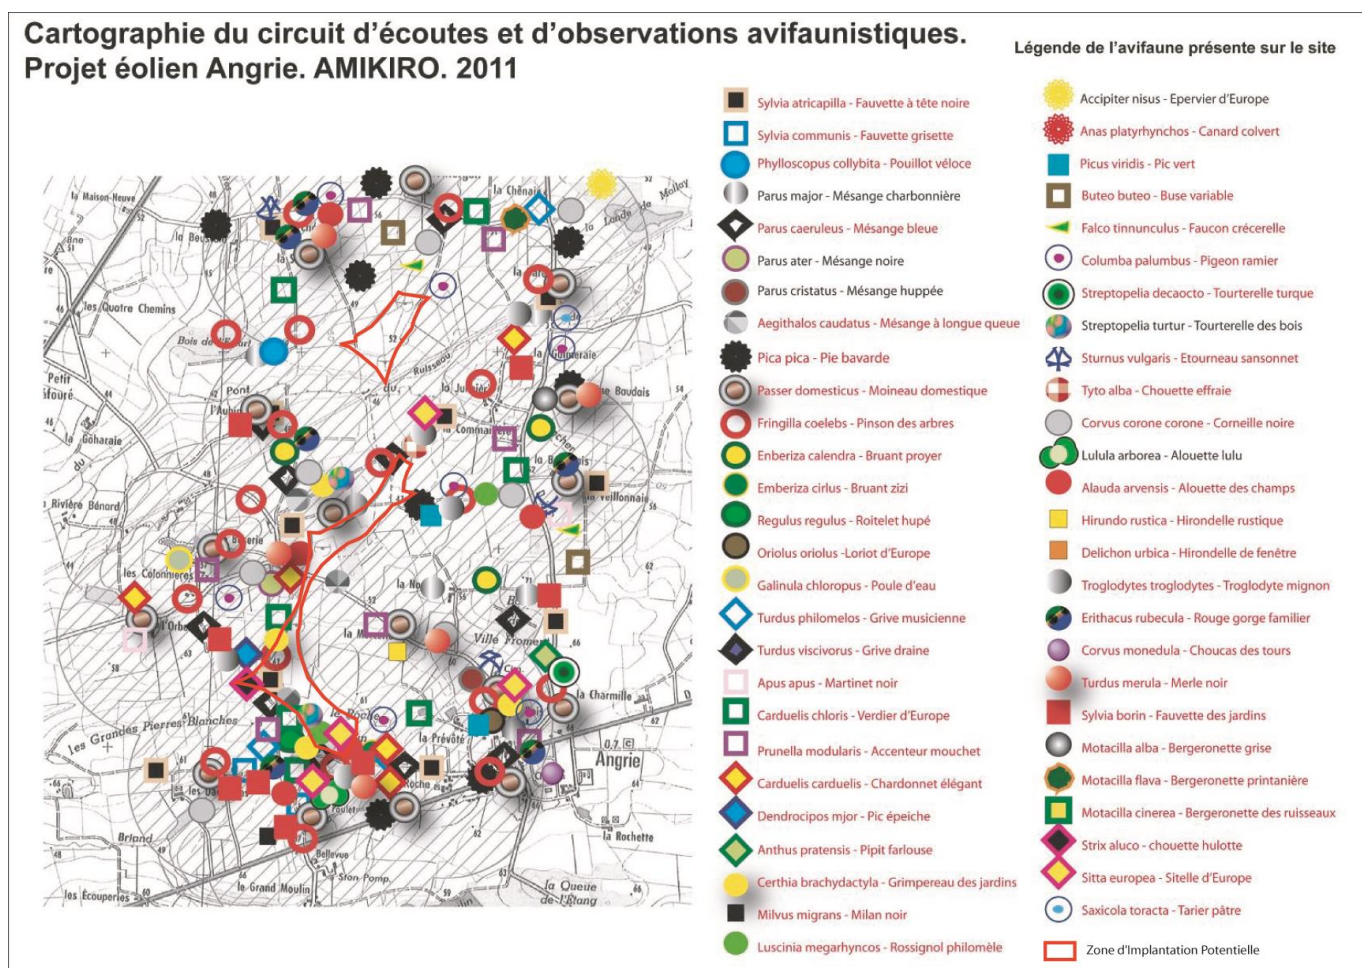 Cartographie du circuit d'écoutes et d'observations avifaunistiques.
Projet éolien Angrie. AMIKIRO. 2011
Légende de l'avifaune présente sur le site
Sylvia atricapilla - Fauvette à tête noire
Sylvia communis - Fauvette grisette
Phylloscopus collybita - Pouillot véloce
Parus major - Mésange charbonnière
Parus caeruleus - Mésange bleue
Parus ater - Mésange noire
Parus cristatus - Mésange huppée
Aegithalos caudatus - Mésange à longue queue
Pica pica - Pie bavarde
Passer domesticus - Moineau domestique
Fringilla coelebs - Pinson des arbres
Enberiza calendra - Bruant proyer
Emberiza cirlus - Bruant zizi
Regulus regulus - Roitelet hupé
Oriolus oriolus -Loriot d'Europe
Galinula chloropus - Poule d'eau
Turdus philomelos - Grive musicienne
Turdus viscivorus - Grive draine
Apus apus - Martinet noir
Carduelis chloris - Verdier d'Europe
Prunella modularis - Accenteur mouchet
Carduelis carduelis - Chardonnet élégant
Dendrocipos mjor - Pic épeiche
Anthus pratensis - Pipit farlouse
Certhia brachydactyla - Grimpereau des jardins
Milvus migrans - Milan noir
Luscinia megarhyncos - Rossignol philomèle
Accipiter nisus - Epervier d'Europe
Anas platyrhynchos - Canard colvert
Picus viridis - Pic vert
Buteo buteo - Buse variable
Falco tinnunculus - Faucon crécerelle
Columba palumbus - Pigeon ramier
Streptopelia decaocto - Tourterelle turque
Streptopelia turtur - Tourterelle des bois
Sturnus vulgaris - Etourneau sansonnet
Tyto alba - Chouette effraie
Corvus corone corone - Corneille noire
Lulula arborea - Alouette lulu
Alauda arvensis - Alouette des champs
Hirundo rustica - Hirondelle rustique
Delichon urbica - Hirondelle de fenêtre
Troglodytes troglodytes - Troglodyte mignon
Erithacus rubecula - Rouge gorge familier
Corvus monedula - Choucas des tours
Turdus merula - Merle noir
Sylvia borin - Fauvette des jardins
Motacilla alba - Bergeronette grise
Motacilla flava - Bergeronette printanière
Motacilla cinerea - Bergeronette des ruisseaux
Strix aluco - chouette hulotte
Sitta europea - Sitelle d'Europe
Saxicola toracta - Tarier pâtre
Zone d'Implantation Potentielle
la Maison-Neuve
la Chênaie
les Quatre Chemins
Ruisseau
du
Petit
Pont
la Goharaie
Rivière Bénard
la Veillonnaie
les Colonnières
Ville Froment
la Charmille
les Grandes Pierres Blanches
la Roche
la Prévôté
Angrie
la Rochette
Briand
Bellevue
le Grand Moulin
Ston Pomp.
les Écouperies
la Queue
de l'Étang